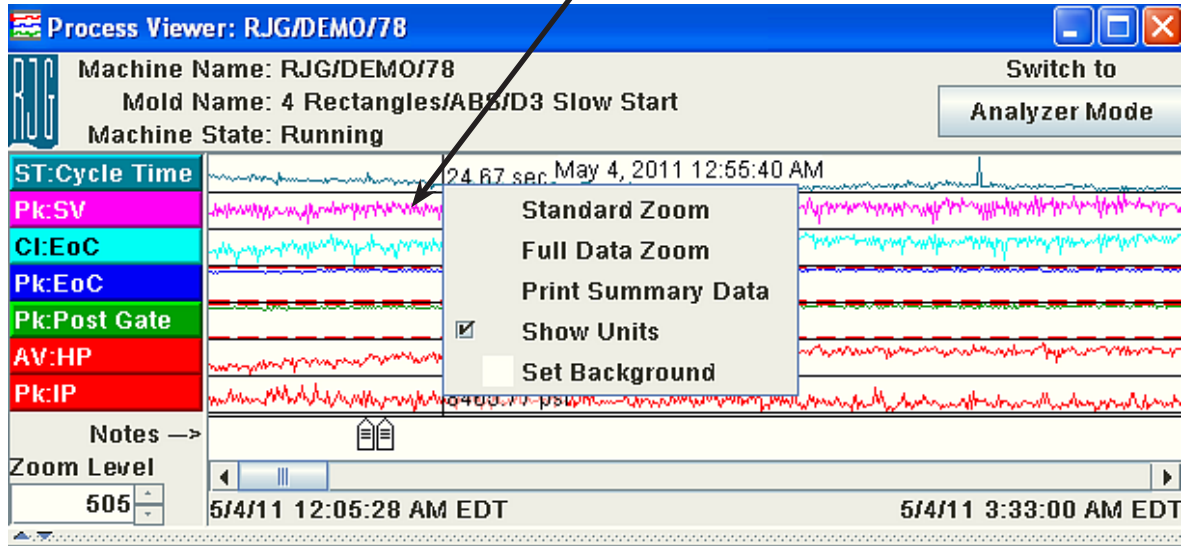 Process Viewer: RJG/DEMO/78
RJG
Machine Name: RJG/DEMO/78
Mold Name: 4 Rectangles/ABS/D3 Slow Start
Machine State: Running
Switch to
Analyzer Mode
ST:Cycle Time
24.67 sec
May 4, 2011 12:55:40 AM
Pk:SV
CI:EoC
Pk:EoC
Pk:Post Gate
AV:HP
Pk:IP
Standard Zoom
Full Data Zoom
Print Summary Data
Show Units
Set Background
psi
Notes —>
Zoom Level
505
5/4/11 12:05:28 AM EDT
5/4/11 3:33:00 AM EDT